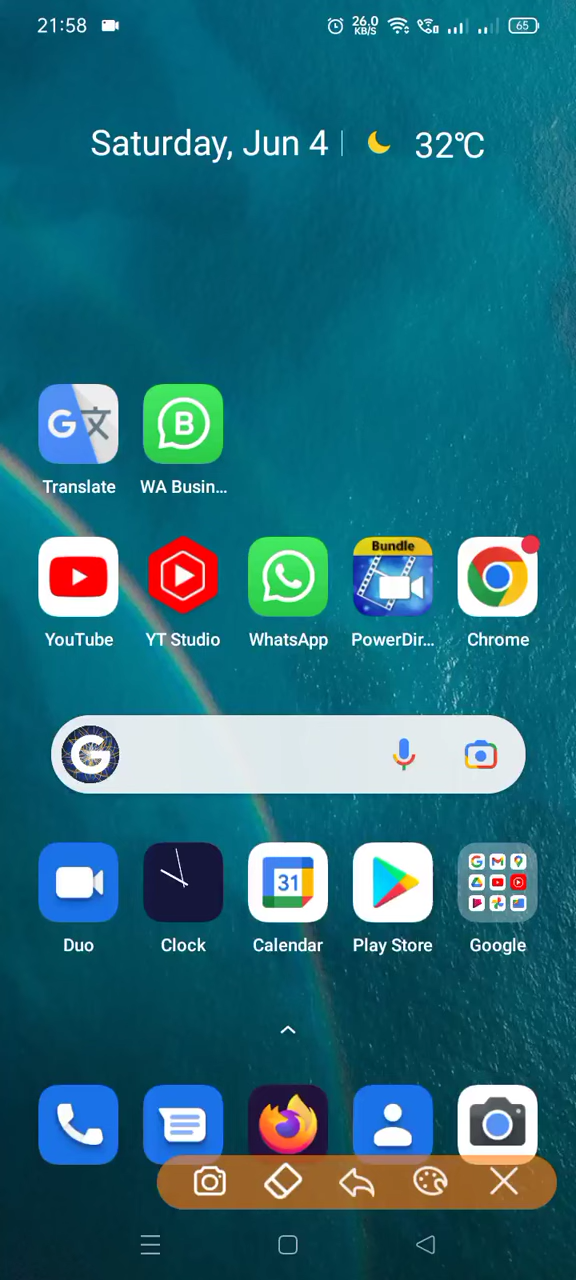 21:58 26.0 KB/S 65
Saturday, Jun 4 32℃
G 文 B
Translate WA Busin...
Bundle
YouTube YT Studio WhatsApp PowerDir... Chrome
G
31
Duo Clock Calendar Play Store Google